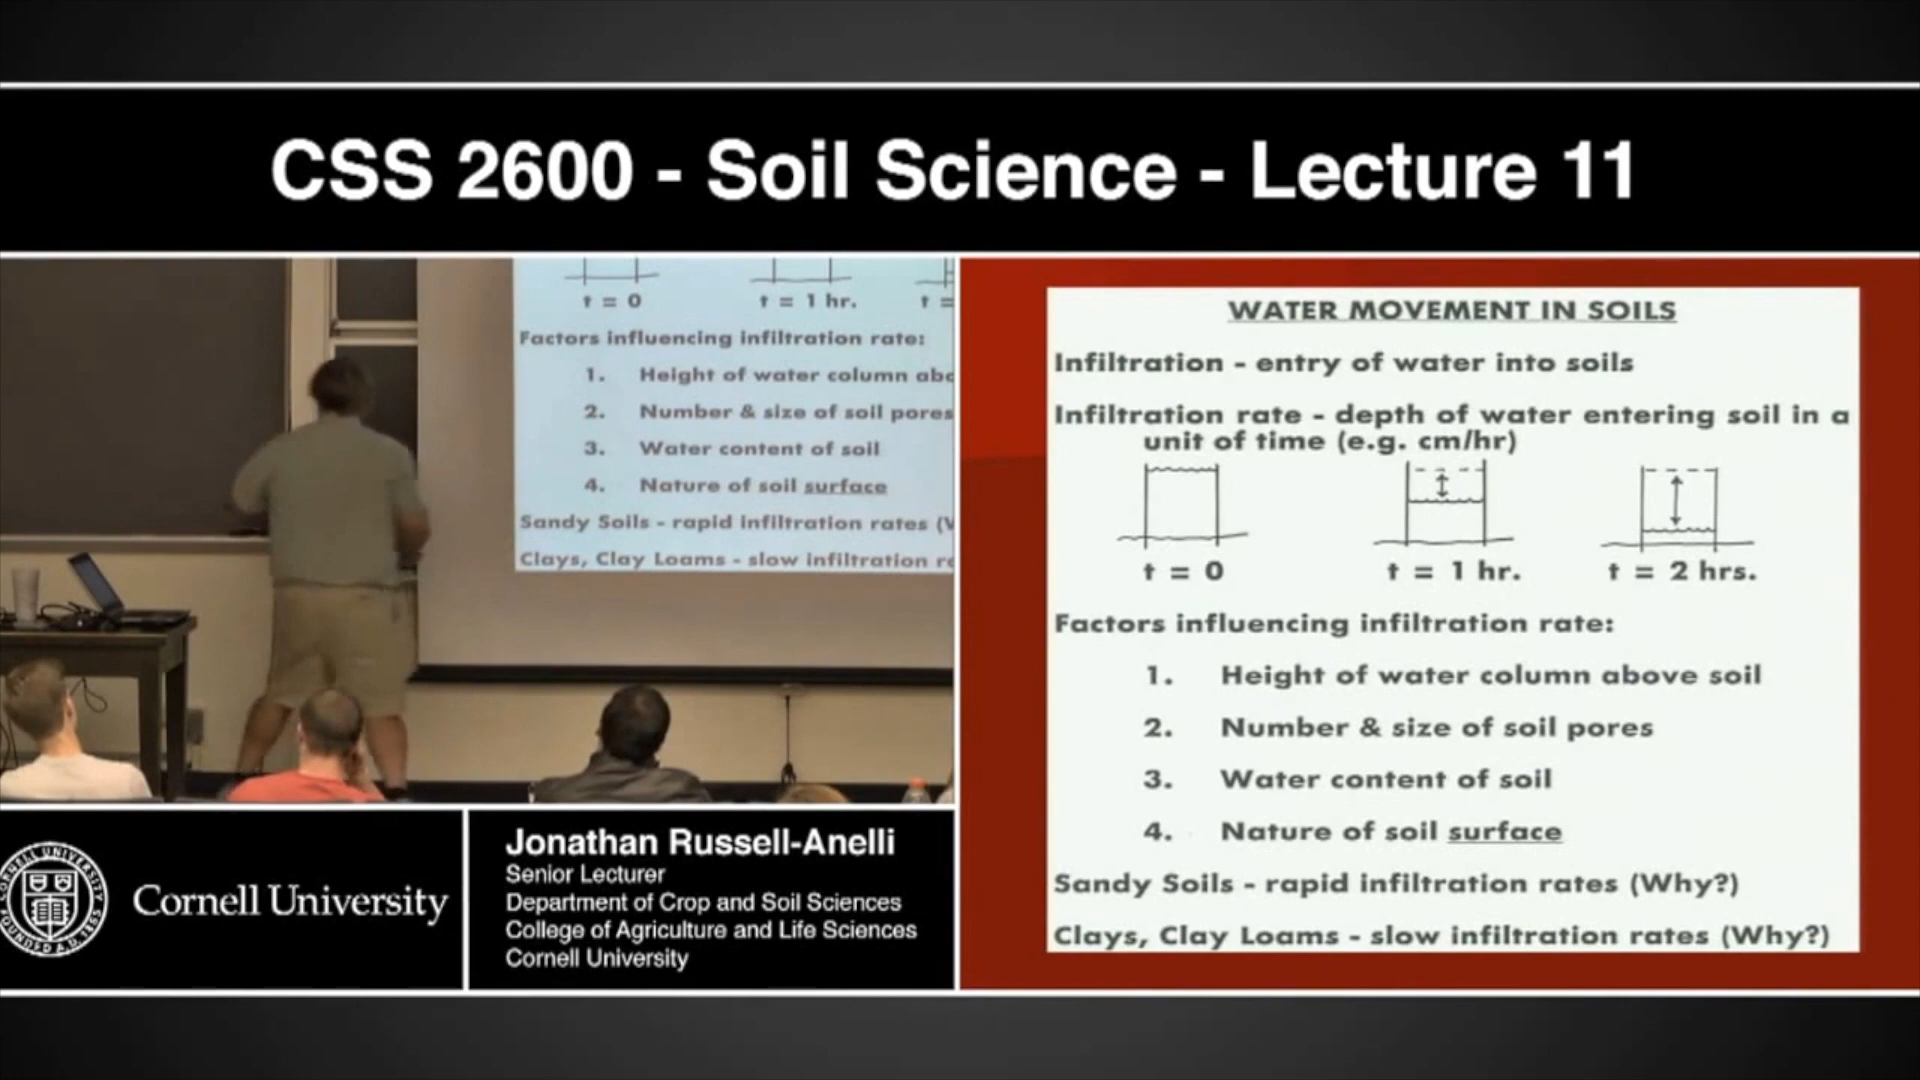 CSS 2600 - Soil Science - Lecture 11
t = 0
t = 1 hr.
t =
Factors influencing infiltration rate:
1. Height of water column abo
2. Number & size of soil pores
3. Water content of soil
4. Nature of soil surface
Sandy Soils - rapid infiltration rates (W
Clays, Clay Loams - slow infiltration ra
WATER MOVEMENT IN SOILS
Infiltration - entry of water into soils
Infiltration rate - depth of water entering soil in a
unit of time (e.g. cm/hr)
t = 0
t = 1 hr.
t = 2 hrs.
Factors influencing infiltration rate:
1. Height of water column above soil
2. Number & size of soil pores
3. Water content of soil
4. Nature of soil surface
Sandy Soils - rapid infiltration rates (Why?)
Clays, Clay Loams - slow infiltration rates (Why?)
Cornell University
Jonathan Russell-Anelli
Senior Lecturer
Department of Crop and Soil Sciences
College of Agriculture and Life Sciences
Cornell University